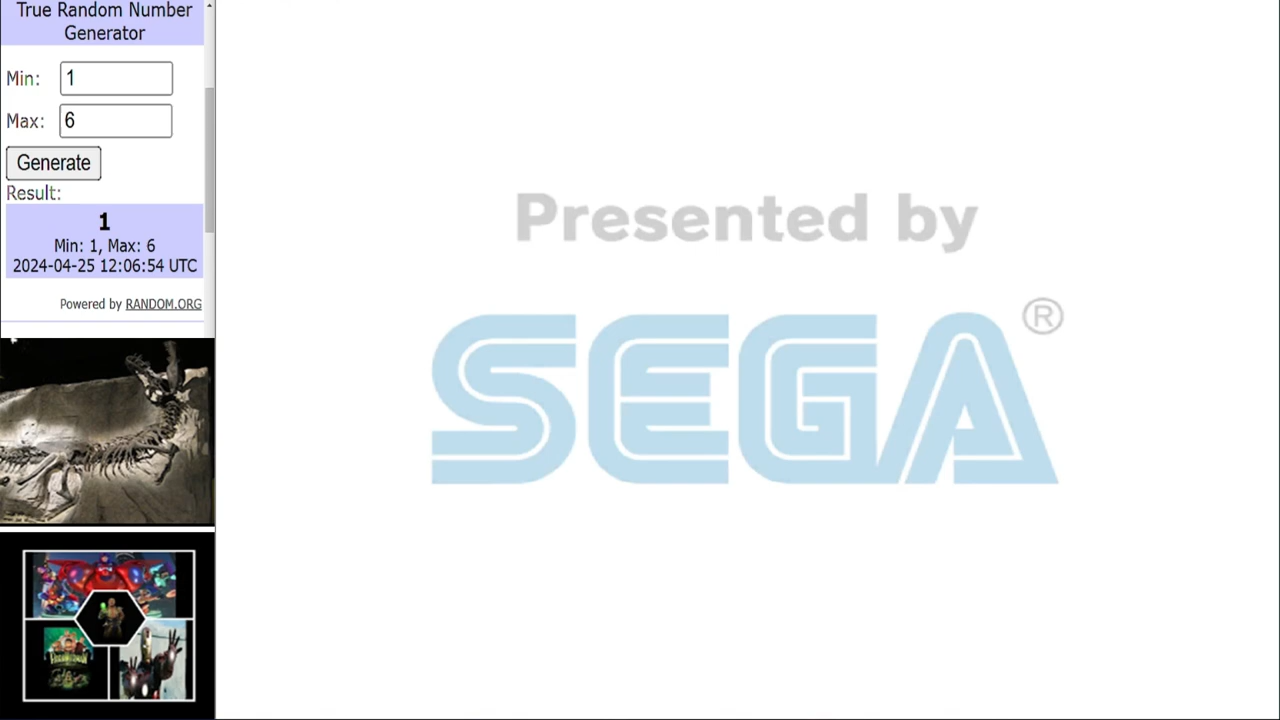 True Random Number
Generator
Min: 1
Max: 6
Generate
Result:
1
Min: 1, Max: 6
2024-04-25 12:06:54 UTC
Powered by RANDOM.ORG
Presented by
SEGA®